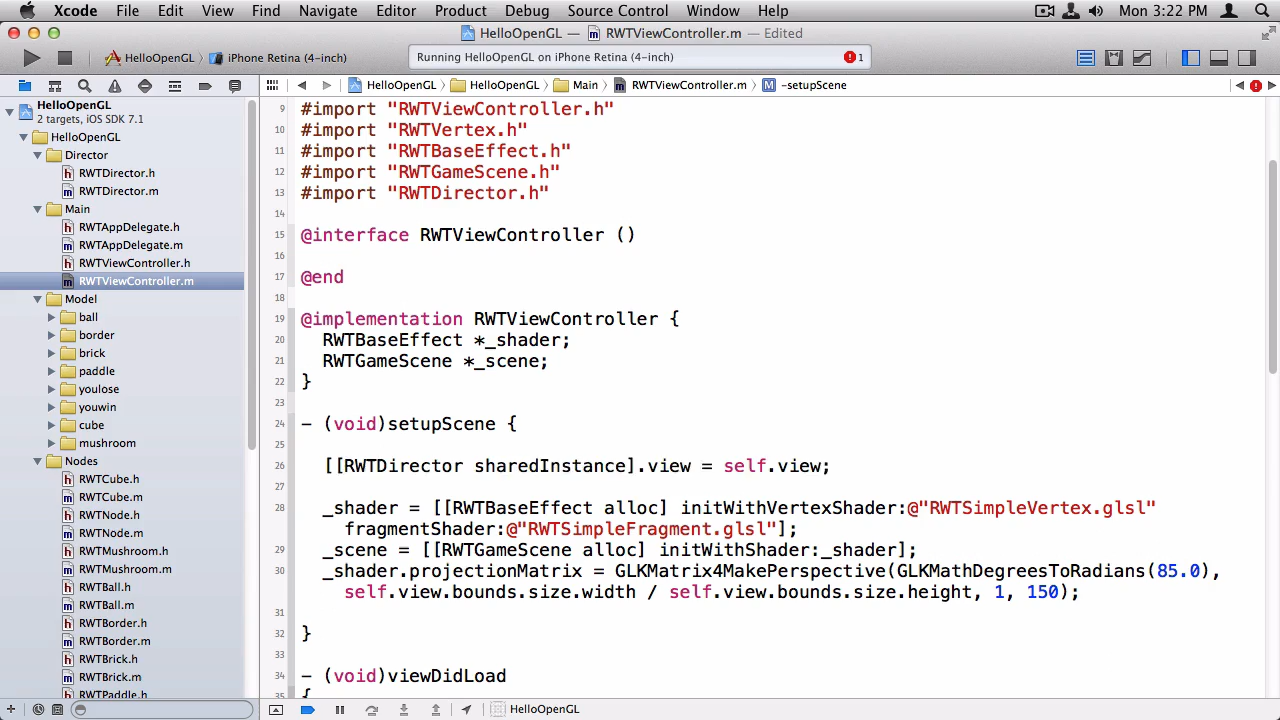 Xcode File Edit View Find Navigate Editor Product Debug Source Control Window Help Mon 3:22 PM
HelloOpenGL — RWTViewController.m — Edited
HelloOpenGL iPhone Retina (4-inch) Running HelloOpenGL on iPhone Retina (4-inch) 1
HelloOpenGL HelloOpenGL Main RWTViewController.m M -setupScene
HelloOpenGL
2 targets, iOS SDK 7.1
HelloOpenGL
Director
h RWTDirector.h
m RWTDirector.m
Main
h RWTAppDelegate.h
m RWTAppDelegate.m
h RWTViewController.h
m RWTViewController.m
Model
ball
border
brick
paddle
youlose
youwin
cube
mushroom
Nodes
h RWTCube.h
m RWTCube.m
h RWTNode.h
m RWTNode.m
h RWTMushroom.h
m RWTMushroom.m
h RWTBall.h
m RWTBall.m
h RWTBorder.h
m RWTBorder.m
h RWTBrick.h
m RWTBrick.m
h RWTPaddle.h
9 #import "RWTViewController.h"
10 #import "RWTVertex.h"
11 #import "RWTBaseEffect.h"
12 #import "RWTGameScene.h"
13 #import "RWTDirector.h"
14
15 @interface RWTViewController ()
16
17 @end
18
19 @implementation RWTViewController {
20 RWTBaseEffect *_shader;
21 RWTGameScene *_scene;
22 }
23
24 - (void)setupScene {
25
26 [[RWTDirector sharedInstance].view = self.view;
27
28 _shader = [[RWTBaseEffect alloc] initWithVertexShader:@"RWTSimpleVertex.glsl"
fragmentShader:@"RWTSimpleFragment.glsl"];
29 _scene = [[RWTGameScene alloc] initWithShader:_shader];
30 _shader.projectionMatrix = GLKMatrix4MakePerspective(GLKMathDegreesToRadians(85.0),
self.view.bounds.size.width / self.view.bounds.size.height, 1, 150);
31
32 }
33
34 - (void)viewDidLoad
35 {
HelloOpenGL